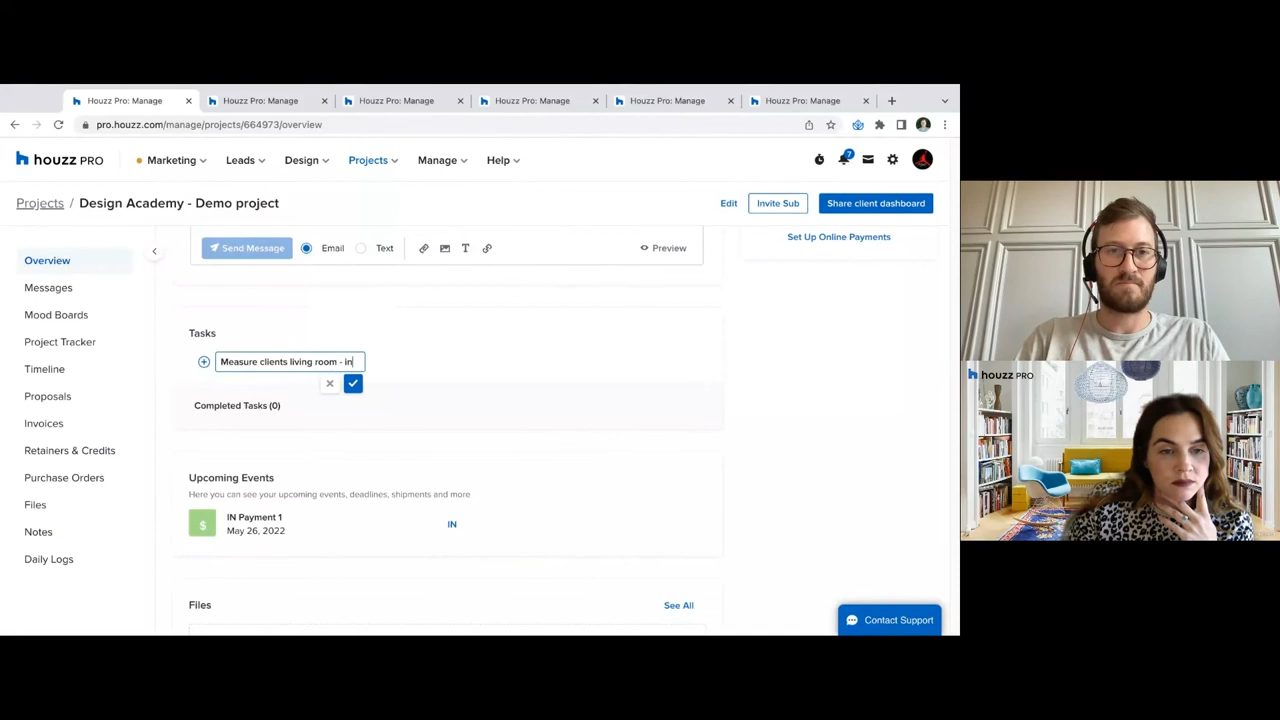 Houzz Pro: Manage
Houzz Pro: Manage
Houzz Pro: Manage
Houzz Pro: Manage
Houzz Pro: Manage
Houzz Pro: Manage
pro.houzz.com/manage/projects/664973/overview
houzz PRO
Marketing
Leads
Design
Projects
Manage
Help
7
Projects / Design Academy - Demo project
Edit
Invite Sub
Share client dashboard
Overview
Messages
Mood Boards
Project Tracker
Timeline
Proposals
Invoices
Retainers & Credits
Purchase Orders
Files
Notes
Daily Logs
Send Message
Email
Text
Preview
Set Up Online Payments
Tasks
Measure clients living room - in
Completed Tasks (0)
Upcoming Events
Here you can see your upcoming events, deadlines, shipments and more
$
IN Payment 1
IN
May 26, 2022
Files
See All
Contact Support
houzz PRO